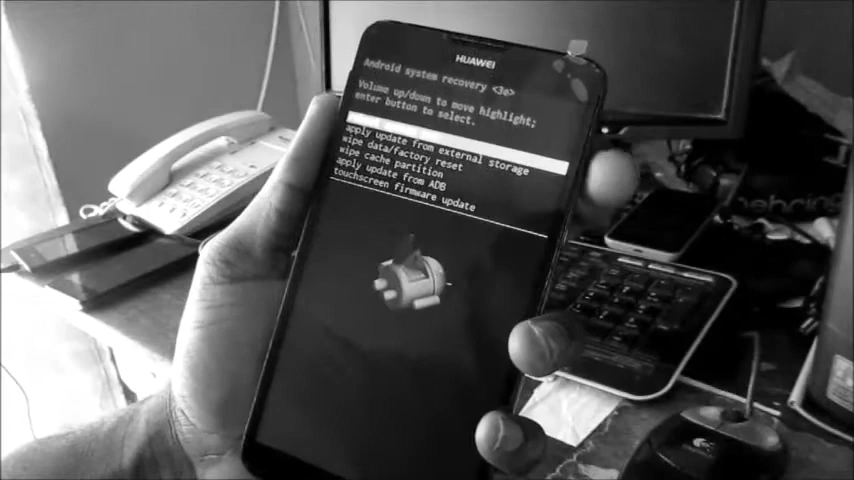 HUAWEI
Android system recovery <3e>
Volume up/down to move highlight;
enter button to select.
apply update from external storage
wipe data/factory reset
wipe cache partition
apply update from ADB
touchscreen firmware update